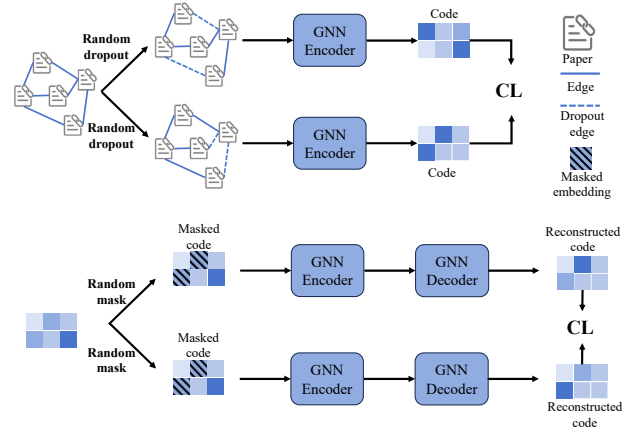 Random
dropout
Random
dropout
GNN
Encoder
GNN
Encoder
Code
Code
CL
Paper
Edge
Dropout
edge
Masked
embedding
Random
mask
Random
mask
Masked
code
Masked
code
GNN
Encoder
GNN
Decoder
GNN
Encoder
GNN
Decoder
Reconstructed
code
CL
Reconstructed
code